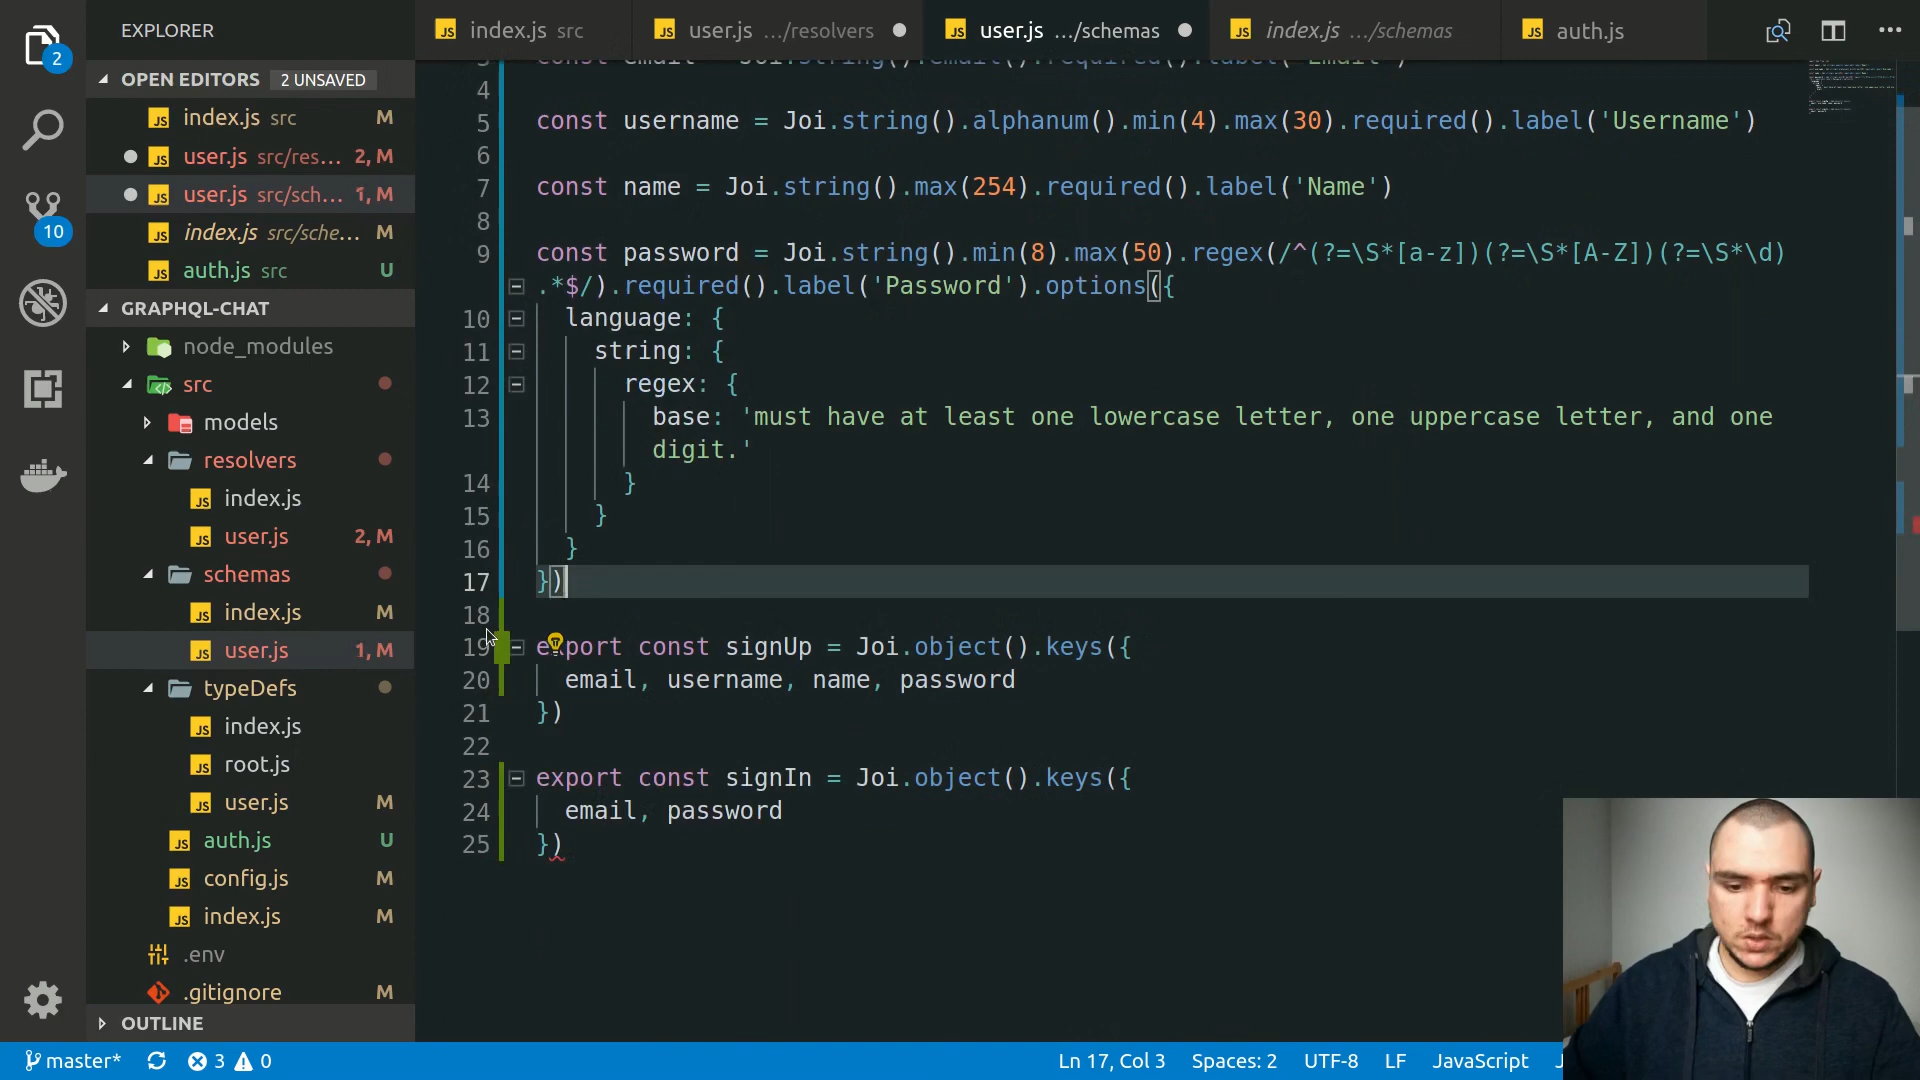 EXPLORER
index.js src
user.js .../resolvers
user.js .../schemas
index.js .../schemas
auth.js
2
OPEN EDITORS 2 UNSAVED
index.js src M
user.js src/res... 2, M
user.js src/sch... 1, M
index.js src/sche... M
auth.js src U
10
GRAPHQL-CHAT
node_modules
src
models
resolvers
index.js
user.js 2, M
schemas
index.js M
user.js 1, M
typeDefs
index.js
root.js
user.js M
auth.js U
config.js M
index.js M
.env
.gitignore M
OUTLINE
4
5 const username = Joi.string().alphanum().min(4).max(30).required().label('Username')
6
7 const name = Joi.string().max(254).required().label('Name')
8
9 const password = Joi.string().min(8).max(50).regex(/^(?=\S*[a-z])(?=\S*[A-Z])(?=\S*\d)
.*$/).required().label('Password').options({
10 language: {
11 string: {
12 regex: {
13 base: 'must have at least one lowercase letter, one uppercase letter, and one
digit.'
14 }
15 }
16 }
17 })
18
19 export const signUp = Joi.object().keys({
20 email, username, name, password
21 })
22
23 export const signIn = Joi.object().keys({
24 email, password
25 })
master* 3 0 Ln 17, Col 3 Spaces: 2 UTF-8 LF JavaScript